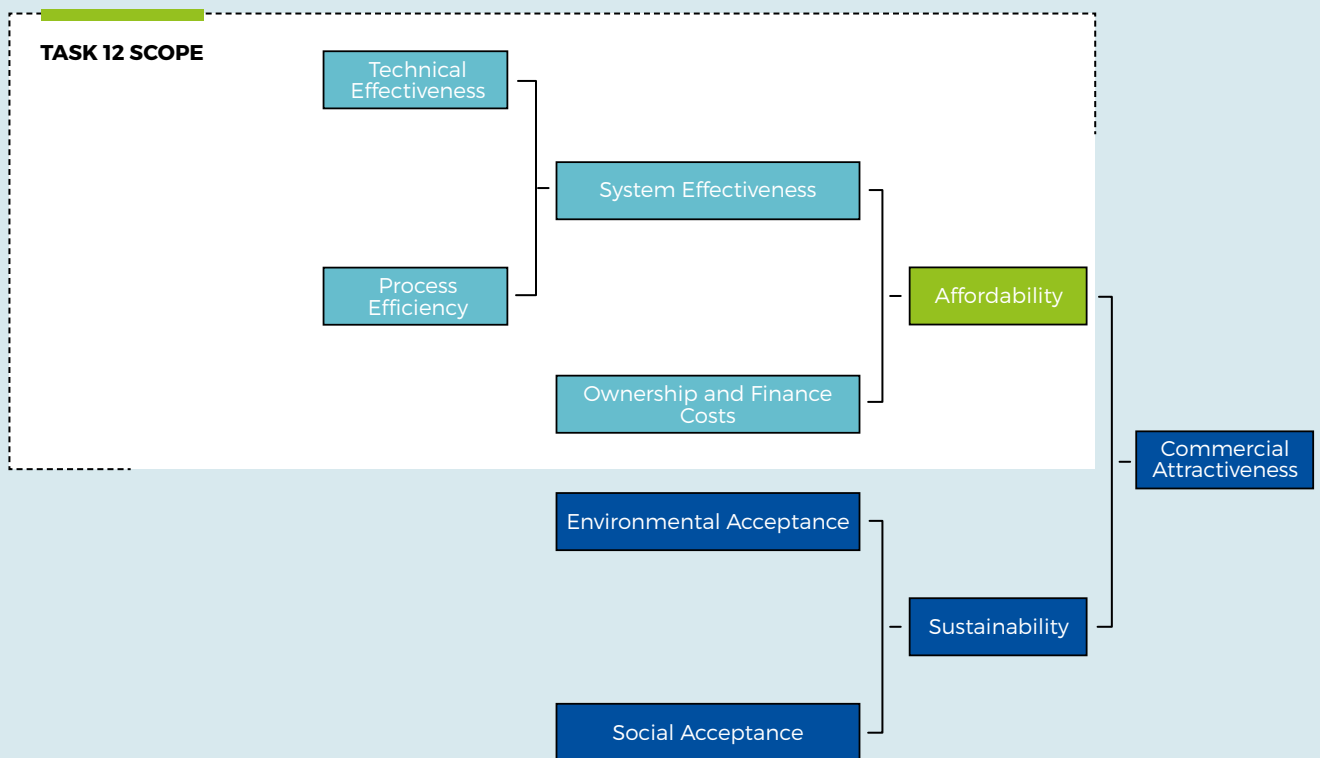 TASK 12 SCOPE
Technical
Effectiveness
System Effectiveness
Process
Efficiency
Affordability
Ownership and Finance
Costs
Commercial
Attractiveness
Environmental Acceptance
Sustainability
Social Acceptance